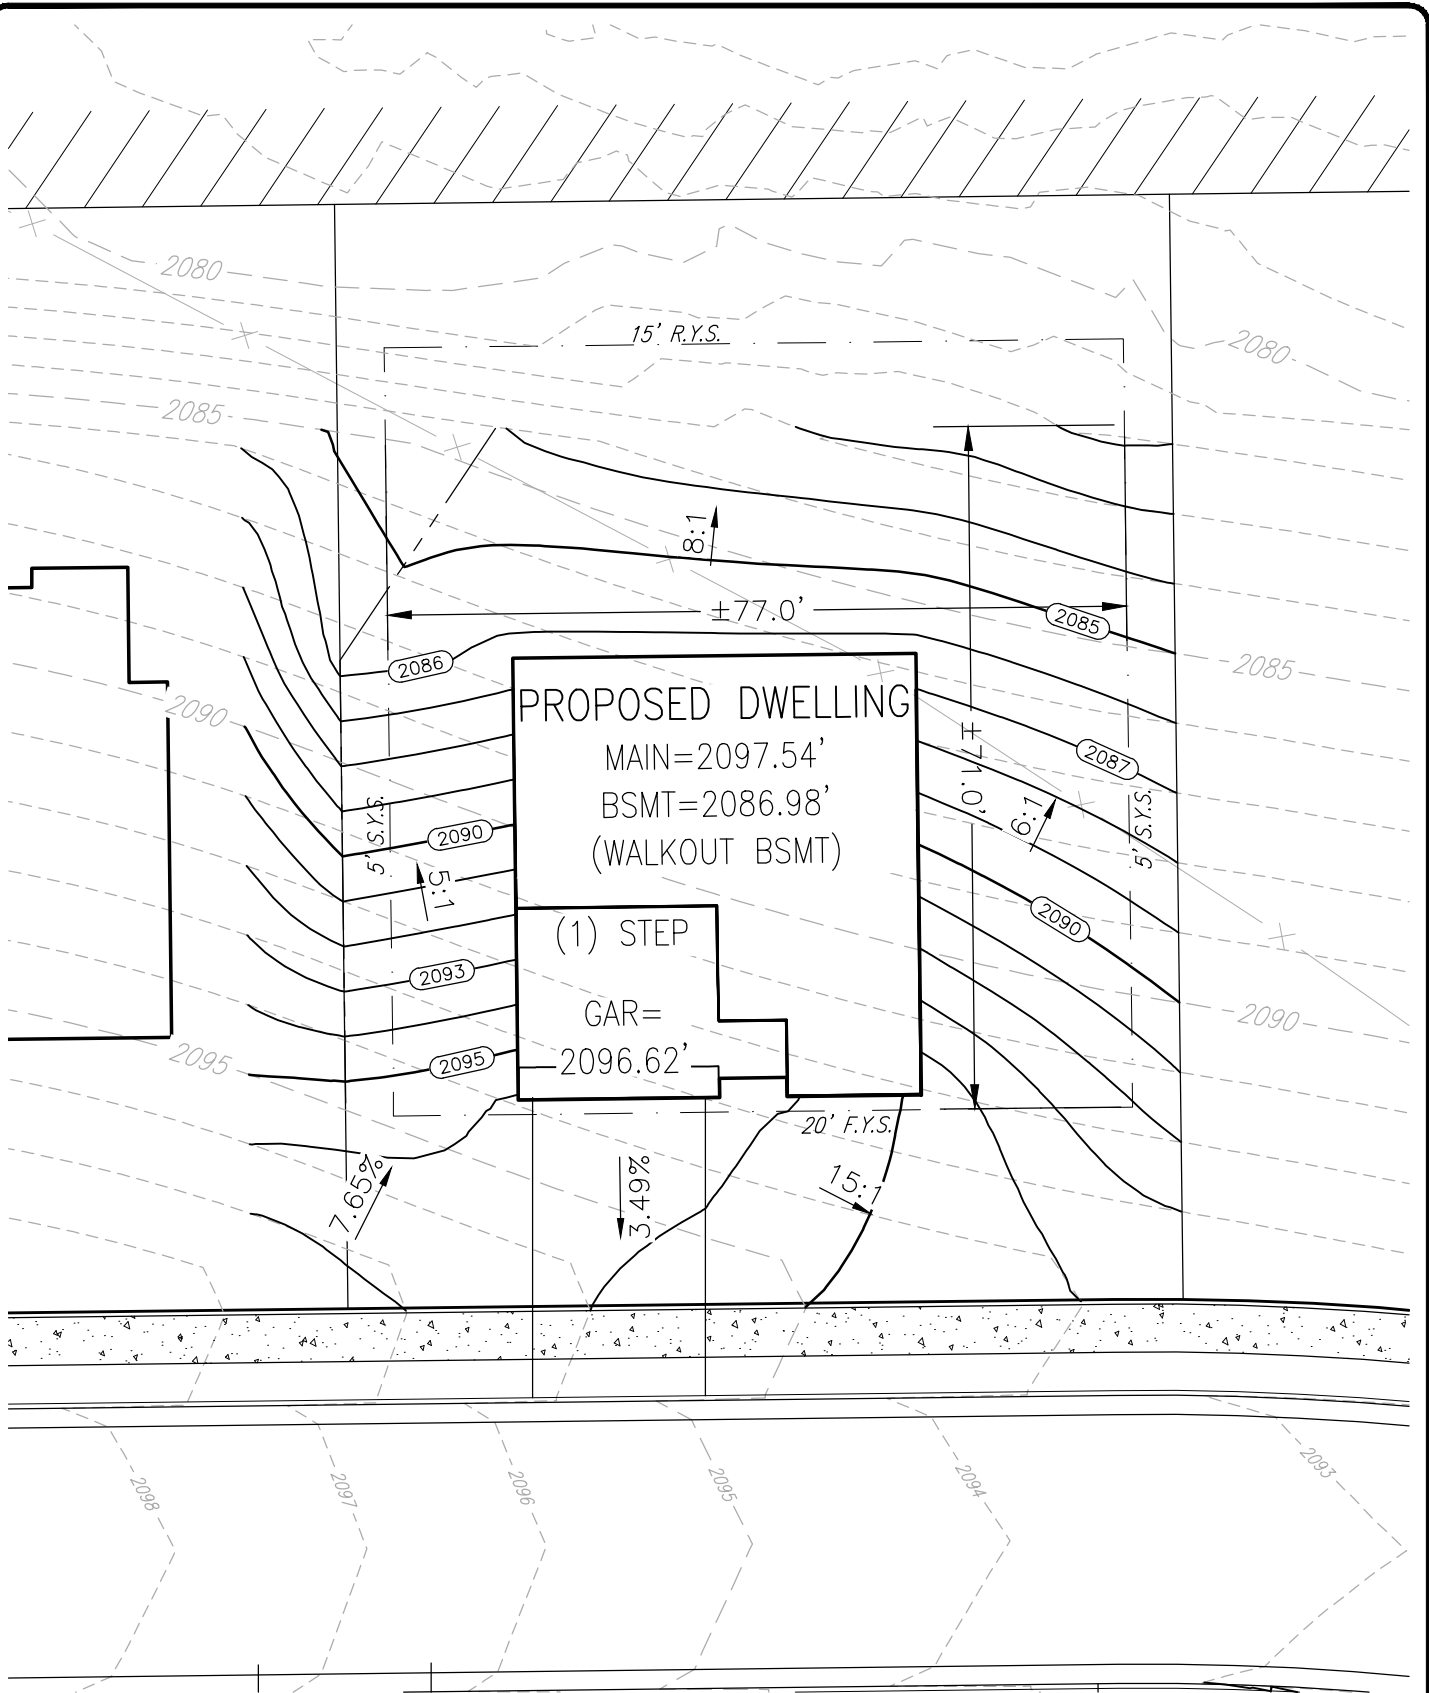 2080
15' R.Y.S.
2080
2085
8:1
±77.0'
2085
2086
2085
2090
PROPOSED DWELLING
MAIN=2097.54'
BSMT=2086.98'
(WALKOUT BSMT)
±71.0'
2087
5' S.Y.S.
2090
6:1
5' S.Y.S.
5:1
2090
(1) STEP
2093
GAR=
2096.62'
2090
2095
2095
20' F.Y.S.
7.65%
3.49%
15:1
2098
2097
2096
2095
2094
2093